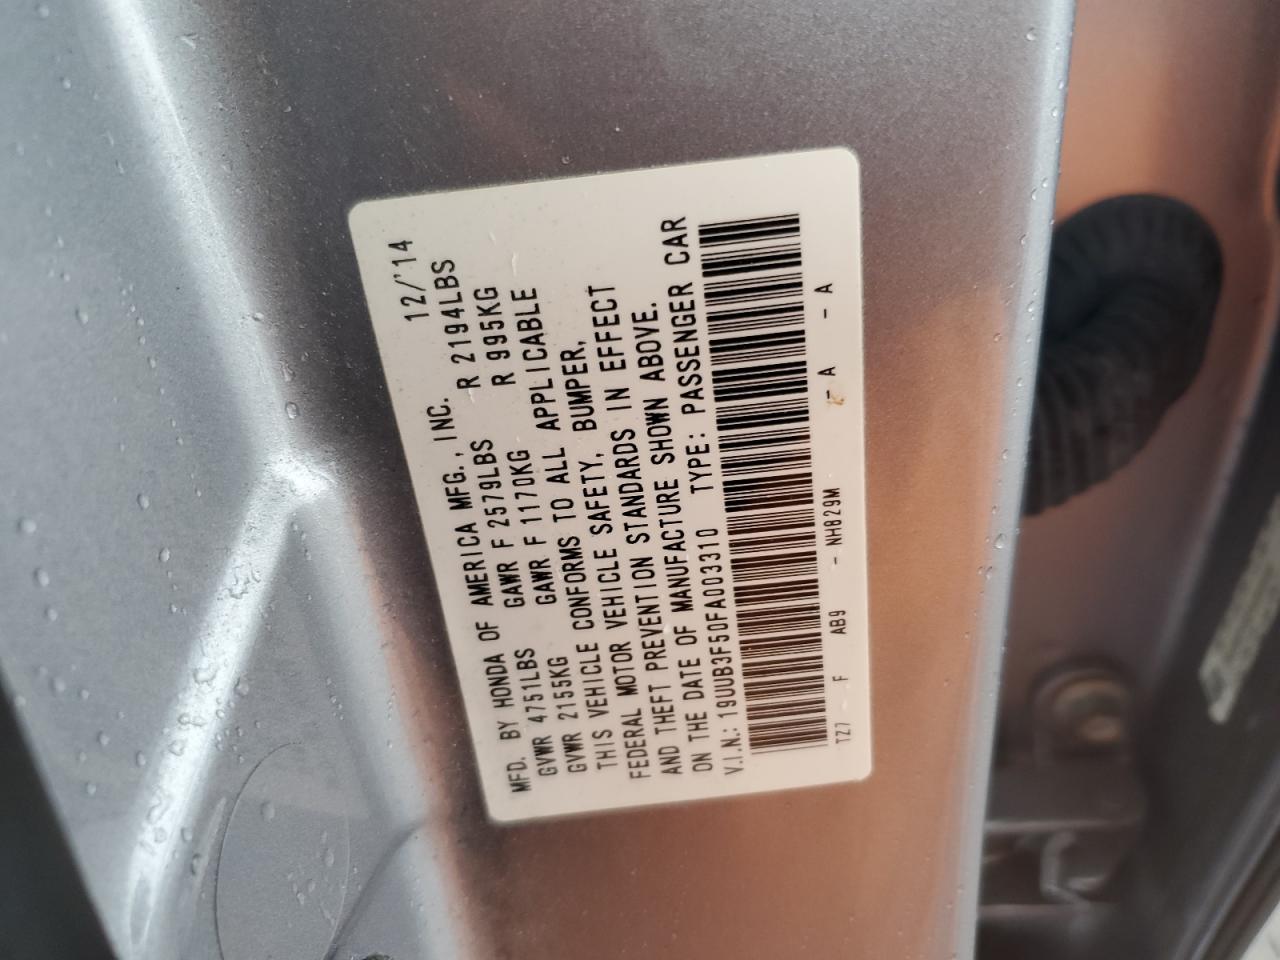 MFD. BY HONDA OF AMERICA MFG., INC. 12/'14
GVWR 4751LBS GAWR F 2579LBS R 2194LBS
GVWR 2155KG GAWR F 1170KG R 995KG
THIS VEHICLE CONFORMS TO ALL APPLICABLE
FEDERAL MOTOR VEHICLE SAFETY, BUMPER,
AND THEFT PREVENTION STANDARDS IN EFFECT
ON THE DATE OF MANUFACTURE SHOWN ABOVE.
V.I.N.: 19UUB3F50FA003310 TYPE: PASSENGER CAR
TZ7 F AB9 - NH829M - A - A